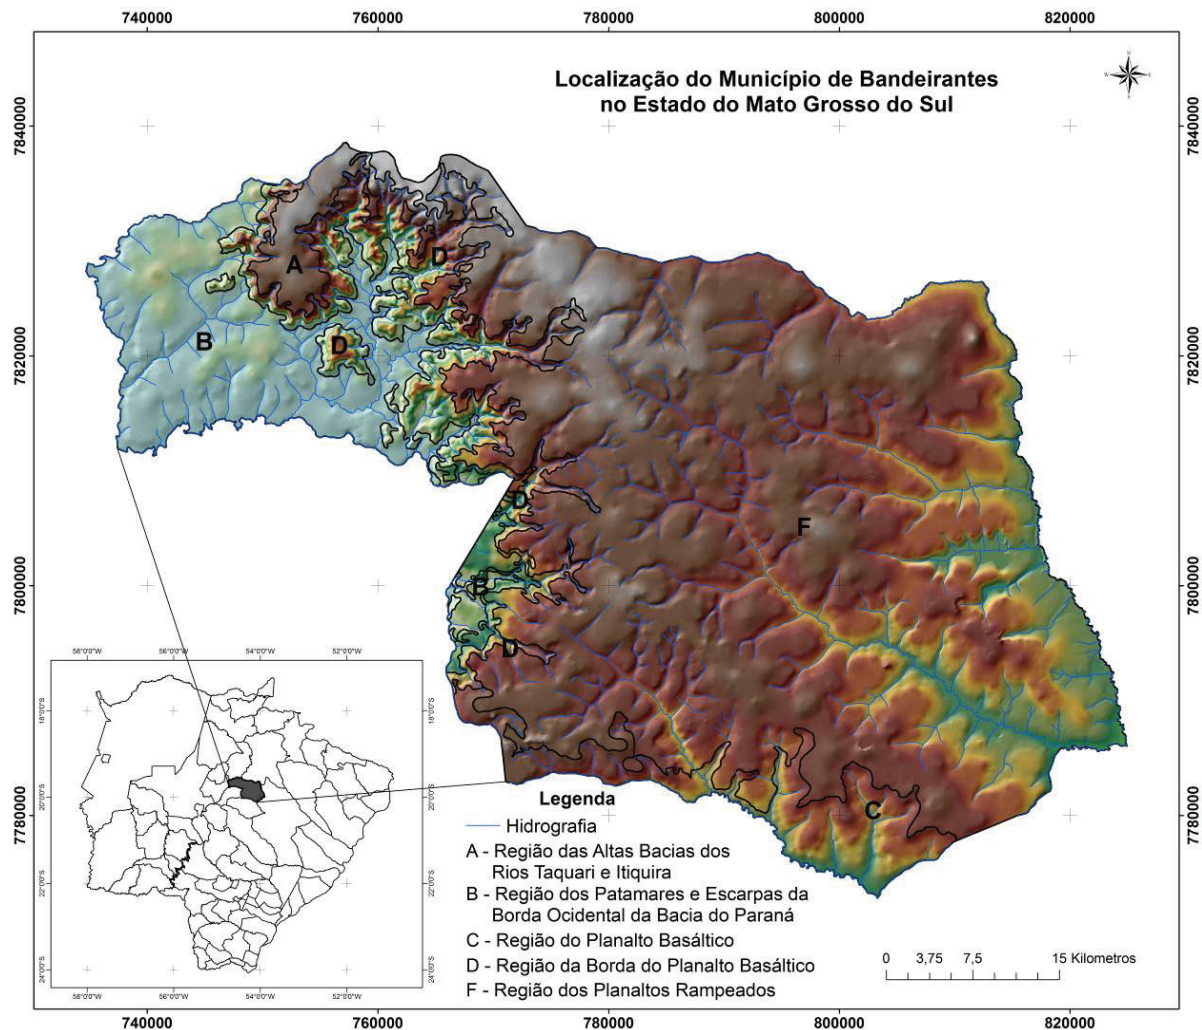 740000 760000 780000 800000 820000
Localização do Município de Bandeirantes
no Estado do Mato Grosso do Sul
N
W E
S
7840000 7840000
A
D
B
D
7820000 7820000
D
F
B
7800000 7800000
D
58°0'0"W 56°0'0"W 54°0'0"W 52°0'0"W
18°0'0"S 18°0'0"S
20°0'0"S 20°0'0"S
22°0'0"S 22°0'0"S
24°0'0"S 24°0'0"S
58°0'0"W 56°0'0"W 54°0'0"W 52°0'0"W
7780000 7780000
C
Legenda
Hidrografia
A - Região das Altas Bacias dos
Rios Taquari e Itiquira
B - Região dos Patamares e Escarpas da
Borda Ocidental da Bacia do Paraná
C - Região do Planalto Basáltico
D - Região da Borda do Planalto Basáltico
F - Região dos Planaltos Rampeados
0 3,75 7,5 15 Kilometros
740000 760000 780000 800000 820000